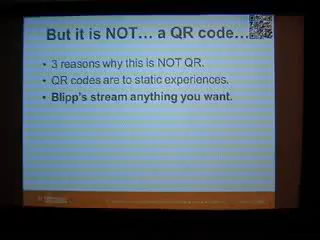 But it is NOT... a QR code...
• 3 reasons why this is NOT QR.
• QR codes are to static experiences.
• Blipp's stream anything you want.